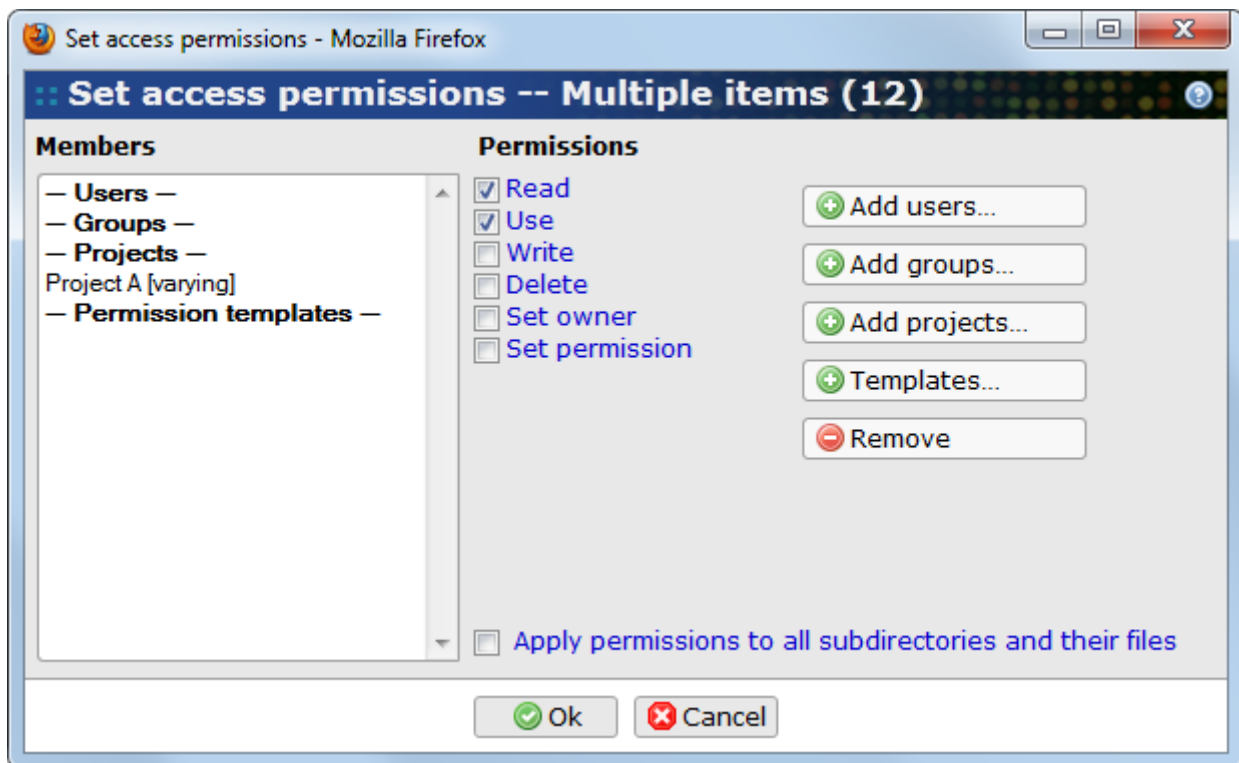 Set access permissions - Mozilla Firefox
:: Set access permissions -- Multiple items (12)
Members
— Users —
— Groups —
— Projects —
Project A [varying]
— Permission templates —
Permissions
Read
Use
Write
Delete
Set owner
Set permission
Add users...
Add groups...
Add projects...
Templates...
Remove
Apply permissions to all subdirectories and their files
Ok
Cancel